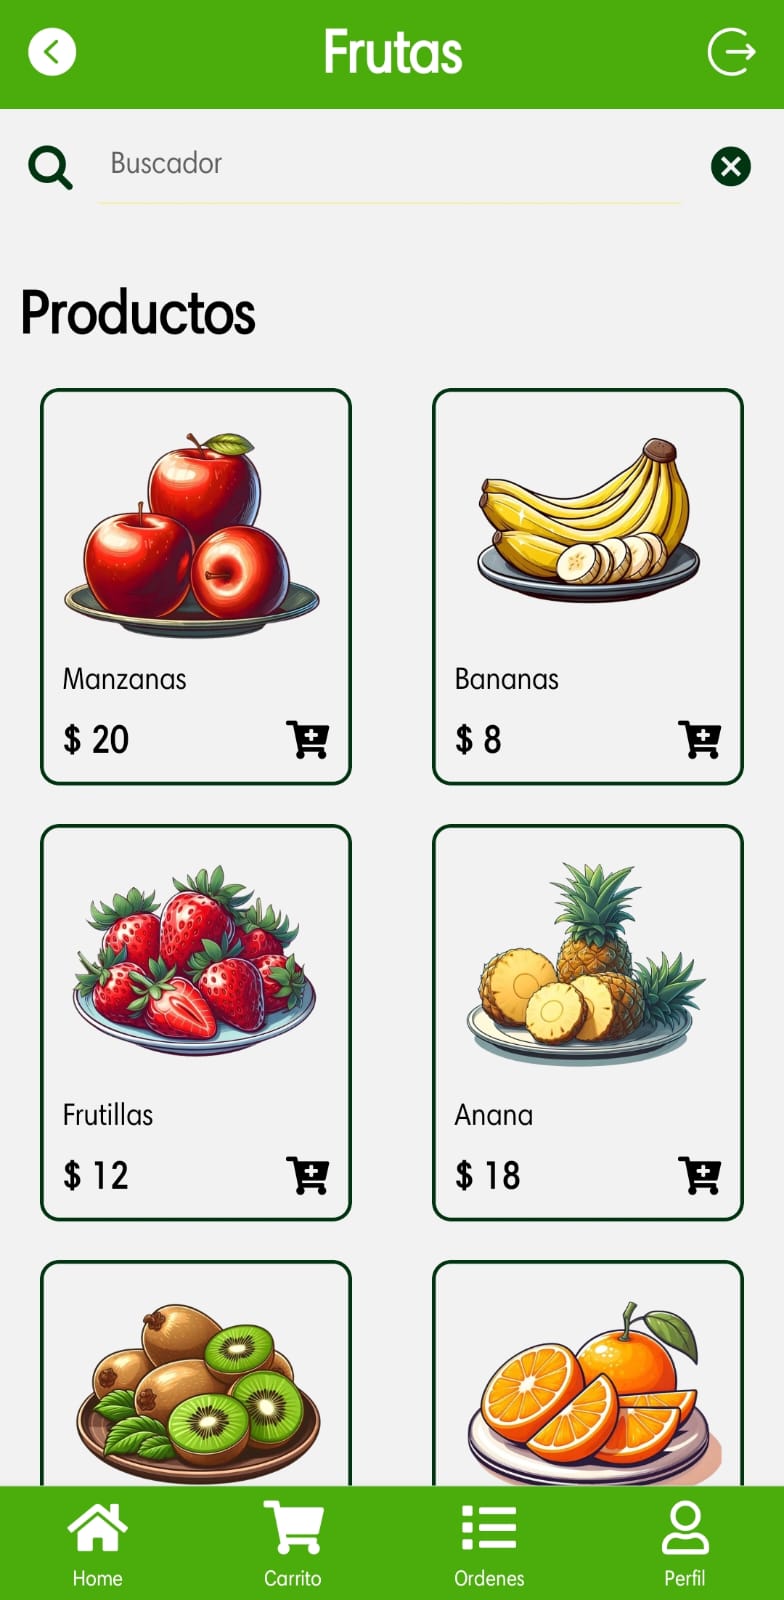 Frutas
Buscador
Productos
Manzanas
$ 20
Bananas
$ 8
Frutillas
$ 12
Anana
$ 18
Home
Carrito
Ordenes
Perfil